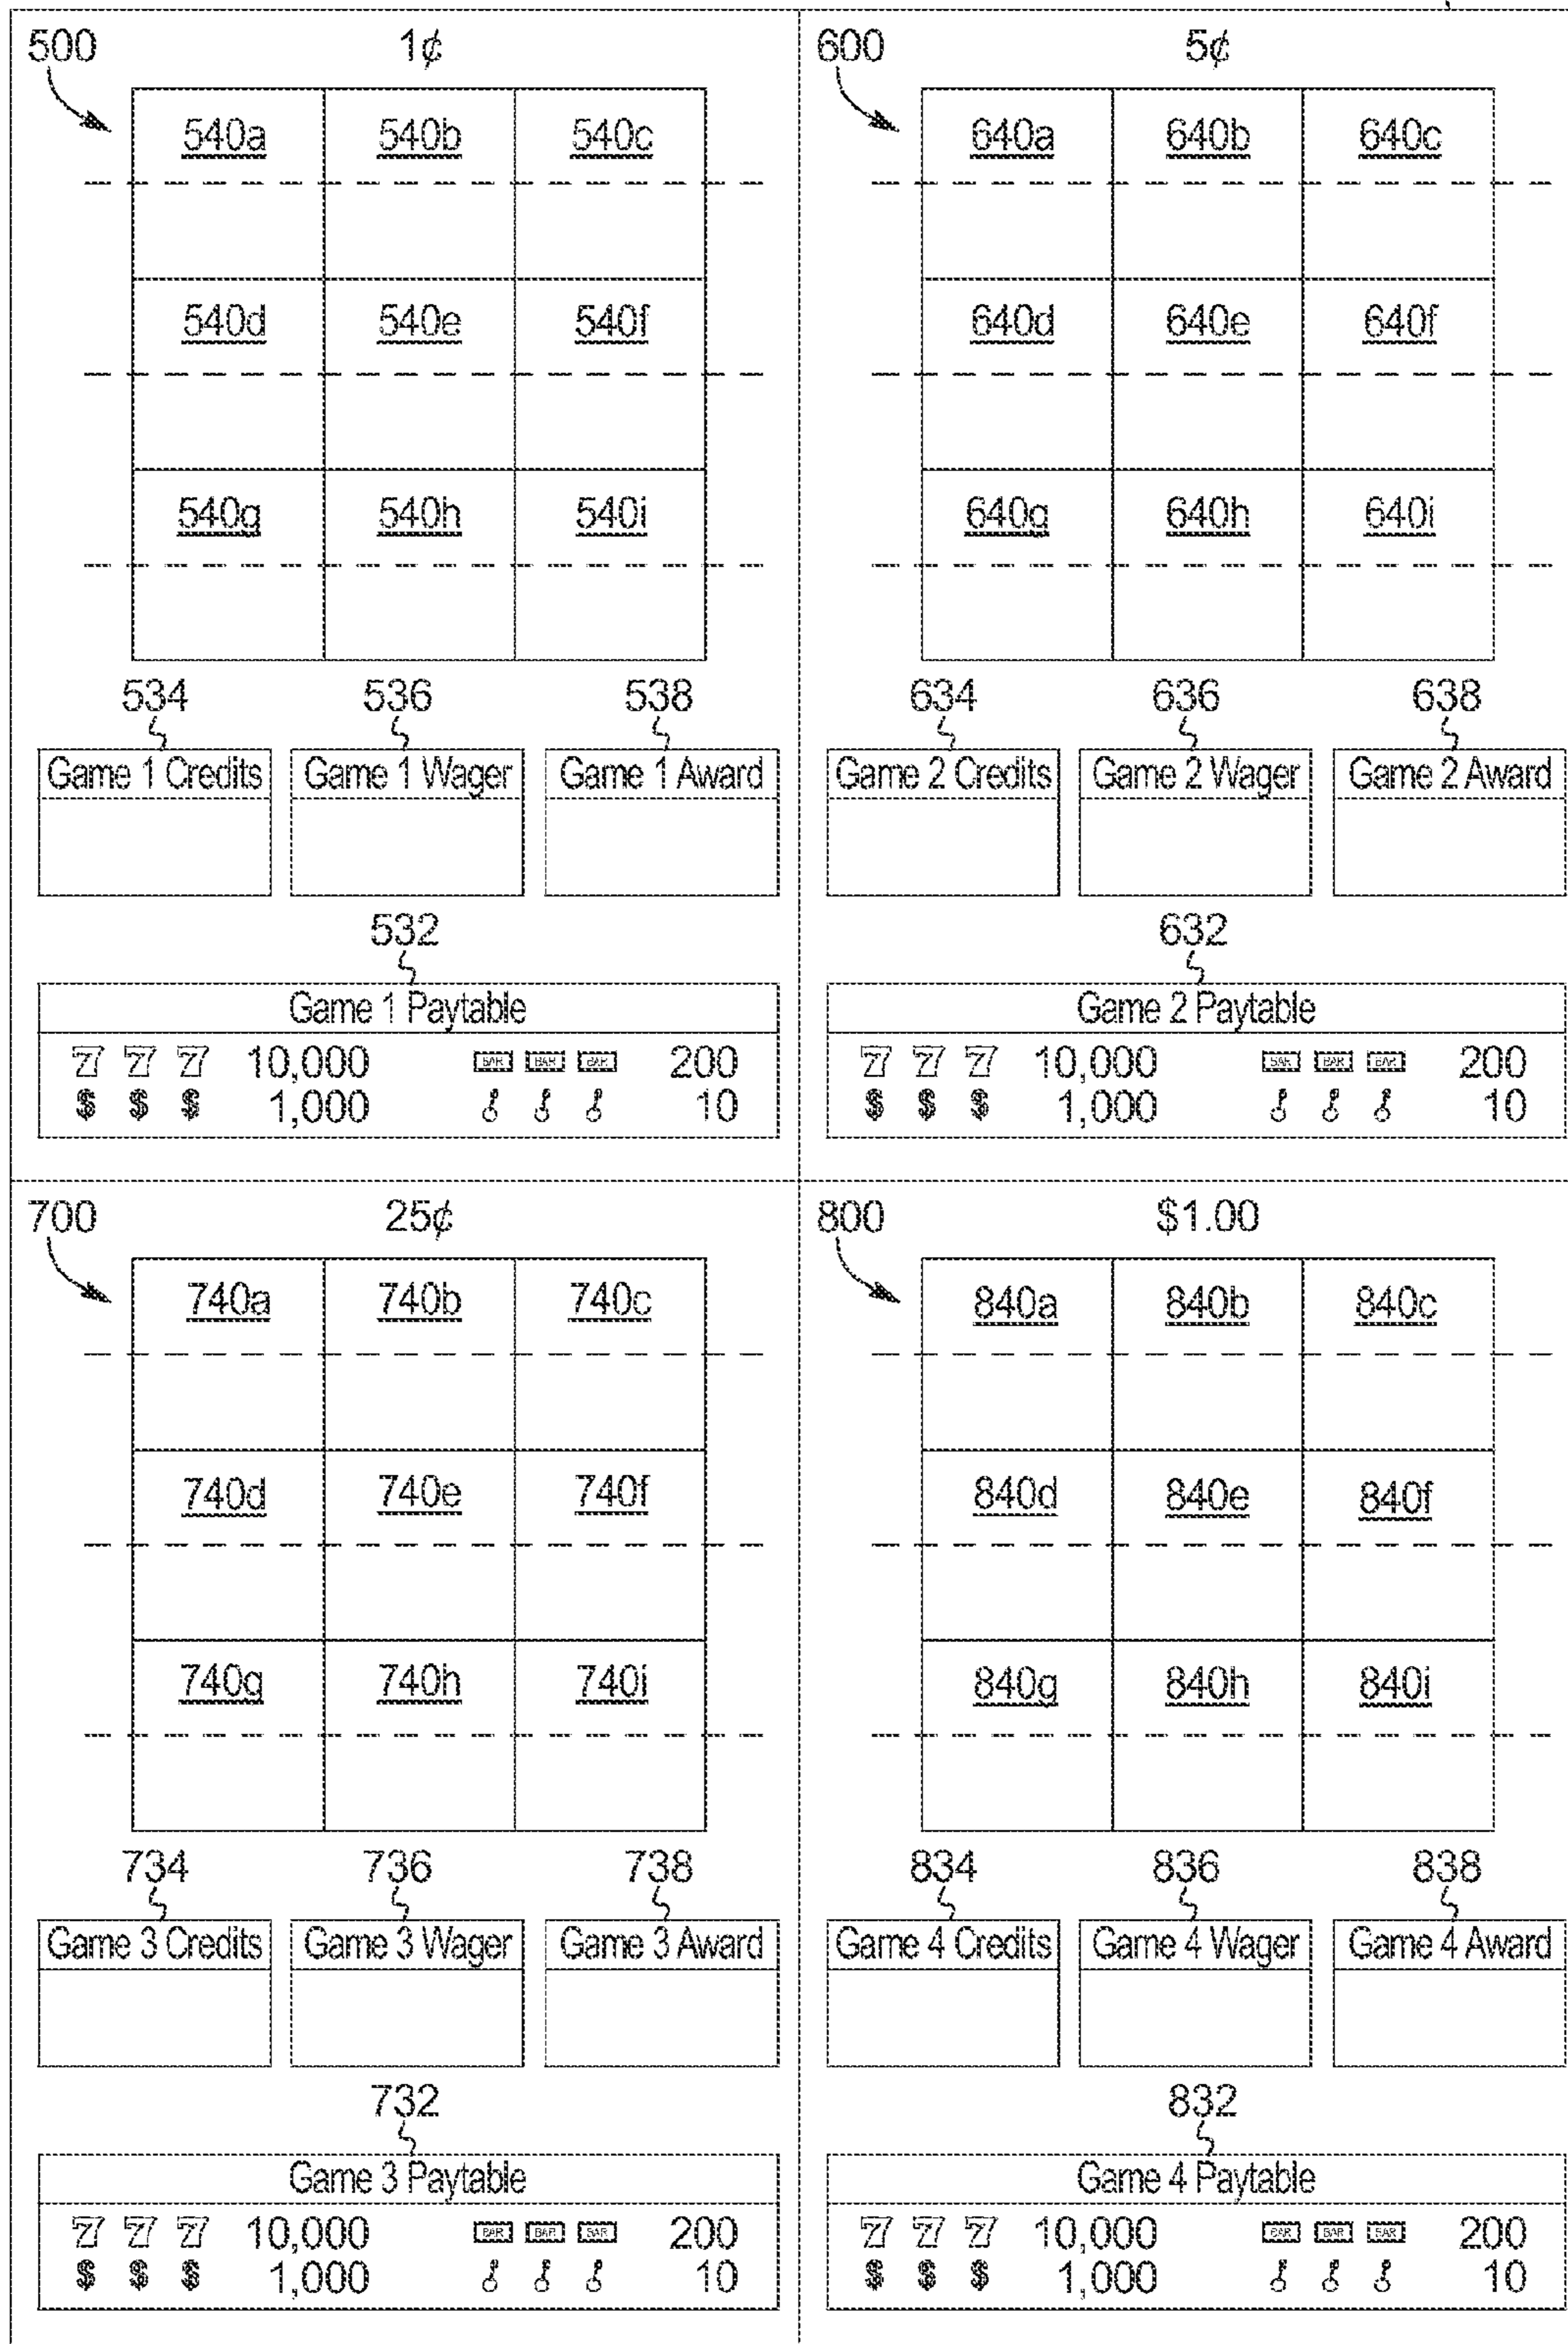 500 1¢
540a 540b 540c
540d 540e 540f
540g 540h 540i
534 536 538
Game 1 Credits Game 1 Wager Game 1 Award
532
Game 1 Paytable
7 7 7 10,000 BAR BAR BAR 200
$ $ $ 1,000 10
600 5¢
640a 640b 640c
640d 640e 640f
640g 640h 640i
634 636 638
Game 2 Credits Game 2 Wager Game 2 Award
632
Game 2 Paytable
7 7 7 10,000 BAR BAR BAR 200
$ $ $ 1,000 10
700 25¢
740a 740b 740c
740d 740e 740f
740g 740h 740i
734 736 738
Game 3 Credits Game 3 Wager Game 3 Award
732
Game 3 Paytable
7 7 7 10,000 BAR BAR BAR 200
$ $ $ 1,000 10
800 $1.00
840a 840b 840c
840d 840e 840f
840g 840h 840i
834 836 838
Game 4 Credits Game 4 Wager Game 4 Award
832
Game 4 Paytable
7 7 7 10,000 BAR BAR BAR 200
$ $ $ 1,000 10